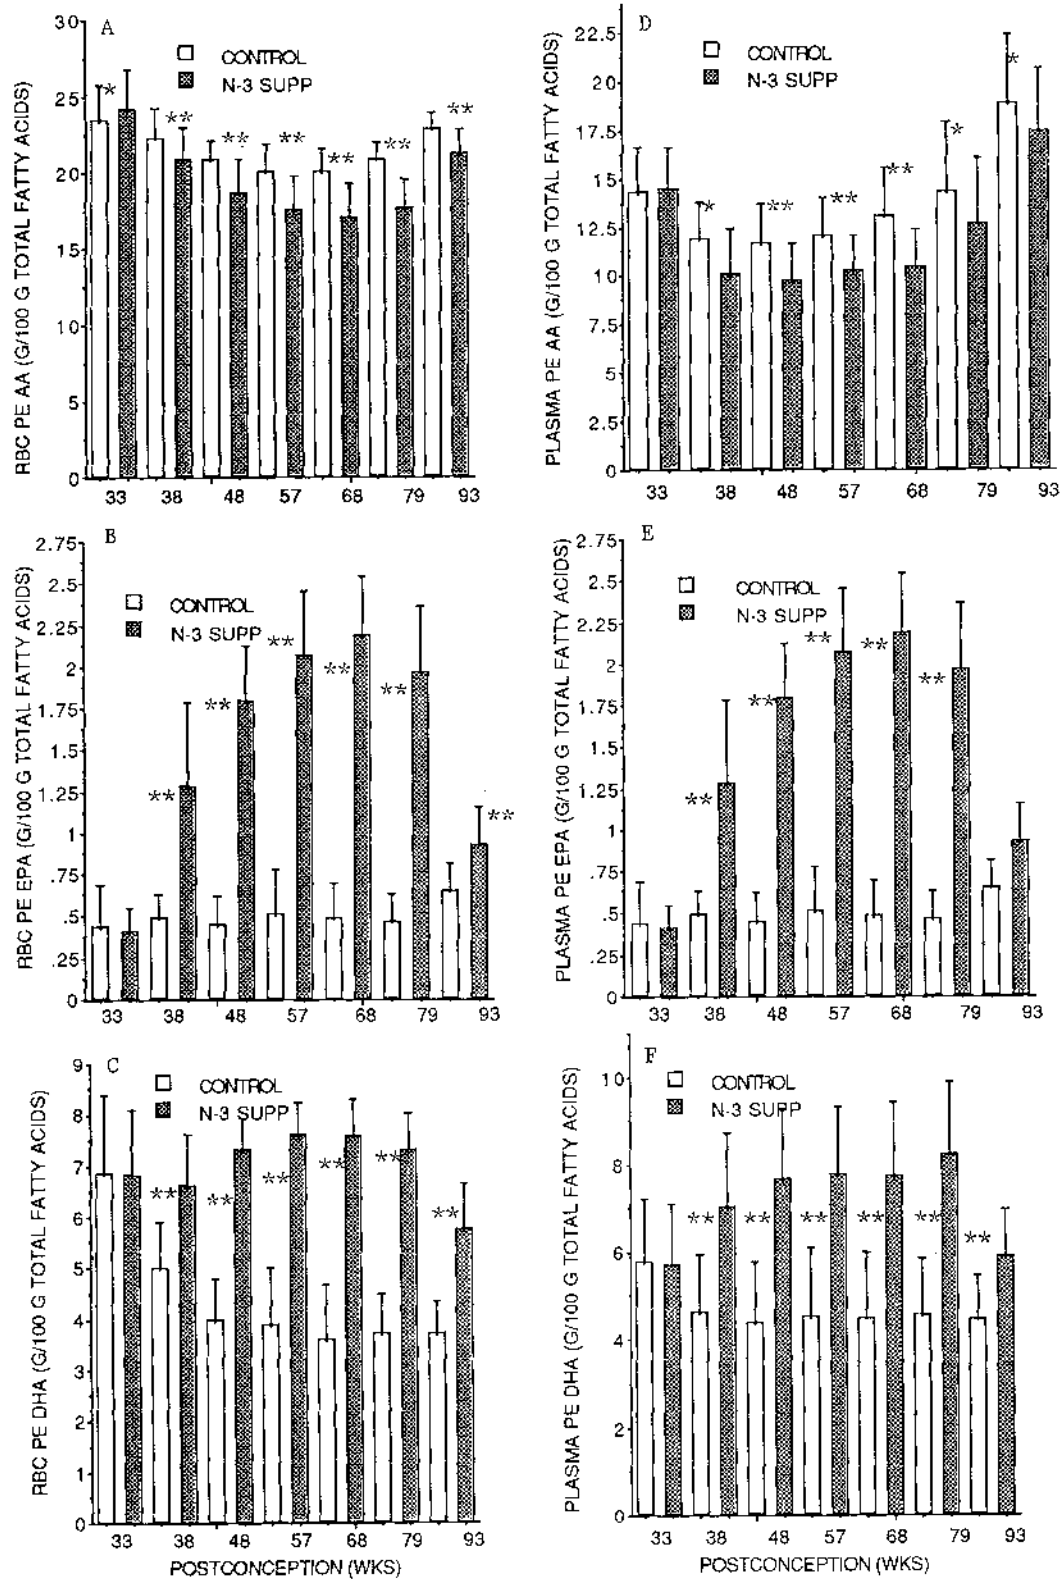 A
CONTROL
N-3 SUPP
RBC PE AA (G/100 G TOTAL FATTY ACIDS)
30
25
20
15
10
5
0
* ** ** ** ** ** **
33 38 48 57 68 79 93
D
CONTROL
N-3 SUPP
PLASMA PE AA (G/100 G TOTAL FATTY ACIDS)
22.5
20
17.5
15
12.5
10
7.5
5
2.5
0
* ** ** ** * *
33 38 48 57 68 79 93
B
CONTROL
N-3 SUPP
RBC PE EPA (G/100 G TOTAL FATTY ACIDS)
2.75
2.5
2.25
2
1.75
1.5
1.25
1
.75
.5
.25
0
** ** ** ** ** **
33 38 48 57 68 79 93
E
CONTROL
N-3 SUPP
PLASMA PE EPA (G/100 G TOTAL FATTY ACIDS)
2.75
2.5
2.25
2
1.75
1.5
1.25
1
.75
.5
.25
0
** ** ** ** **
33 38 48 57 68 79 93
C
CONTROL
N-3 SUPP
RBC PE DHA (G/100 G TOTAL FATTY ACIDS)
9
8
7
6
5
4
3
2
1
0
** ** ** ** ** **
33 38 48 57 68 79 93
POSTCONCEPTION (WKS)
F
CONTROL
N-3 SUPP
PLASMA PE DHA (G/100 G TOTAL FATTY ACIDS)
10
8
6
4
2
0
** ** ** ** ** **
33 38 48 57 68 79 93
POSTCONCEPTION (WKS)